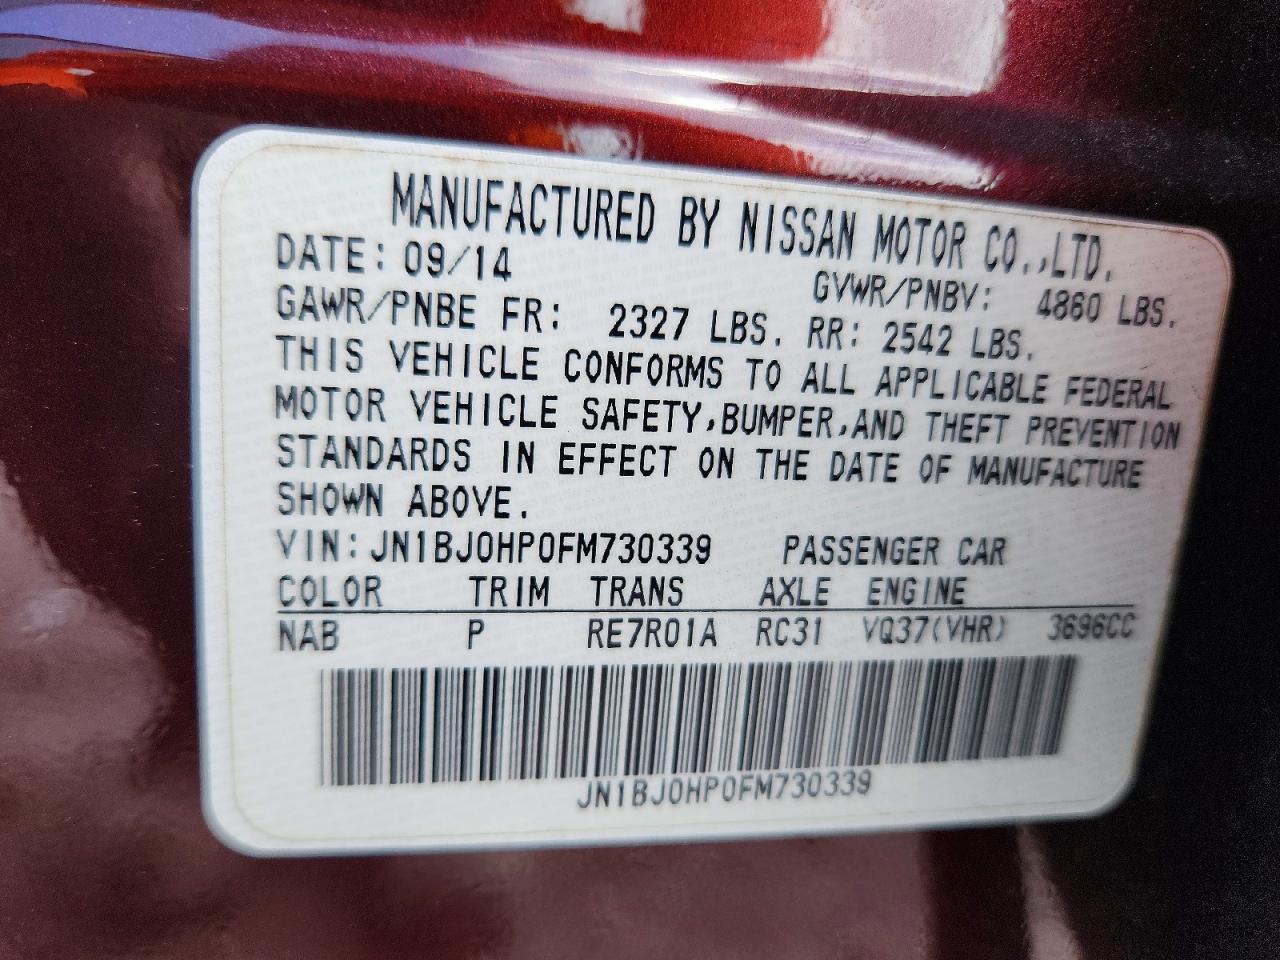 MANUFACTURED BY NISSAN MOTOR CO.,LTD.
DATE: 09/14 GVWR/PNBV: 4860 LBS.
GAWR/PNBE FR: 2327 LBS. RR: 2542 LBS.
THIS VEHICLE CONFORMS TO ALL APPLICABLE FEDERAL
MOTOR VEHICLE SAFETY,BUMPER,AND THEFT PREVENTION
STANDARDS IN EFFECT ON THE DATE OF MANUFACTURE
SHOWN ABOVE.
VIN: JN1BJ0HP0FM730339 PASSENGER CAR
COLOR TRIM TRANS AXLE ENGINE
NAB P RE7R01A RC31 VQ37(VHR) 3696CC
JN1BJ0HP0FM730339